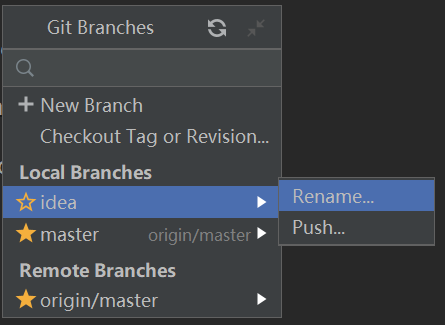 Git Branches
New Branch
Checkout Tag or Revision...
Local Branches
idea
Rename...
master origin/master
Push...
Remote Branches
origin/master